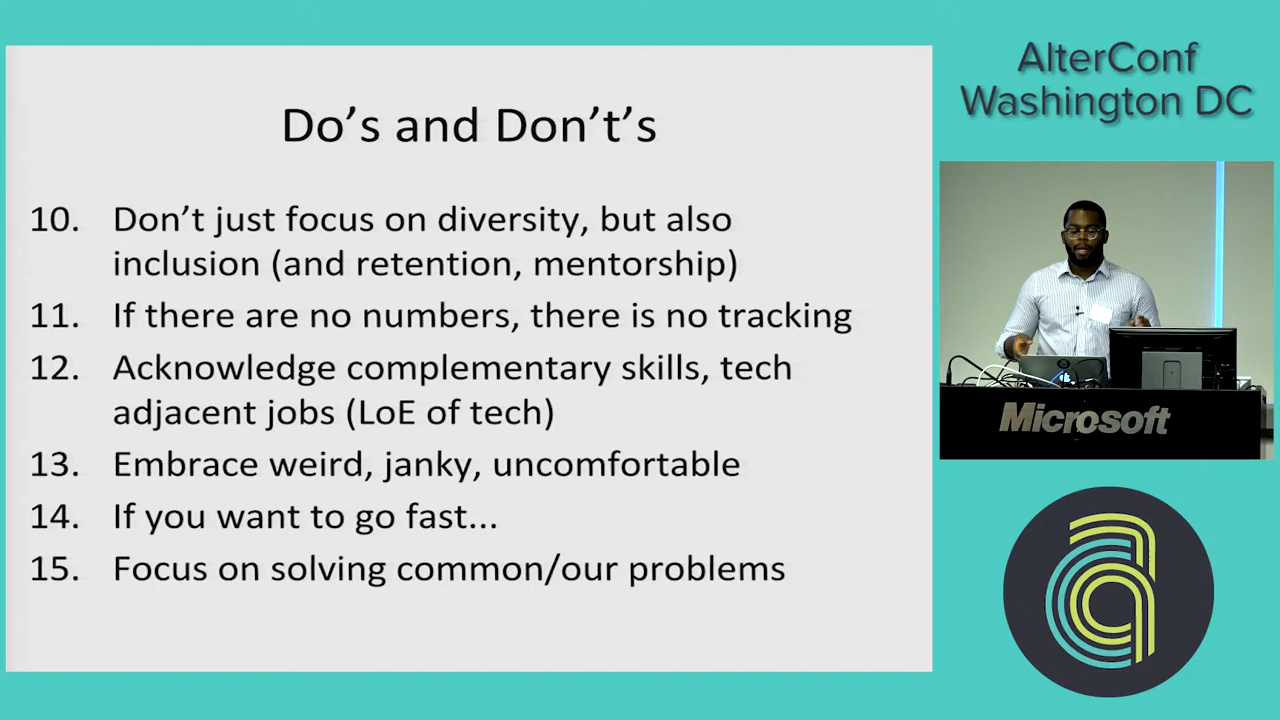 Do's and Don't's
10. Don't just focus on diversity, but also
inclusion (and retention, mentorship)
11. If there are no numbers, there is no tracking
12. Acknowledge complementary skills, tech
adjacent jobs (LoE of tech)
13. Embrace weird, janky, uncomfortable
14. If you want to go fast...
15. Focus on solving common/our problems
AlterConf
Washington DC
Microsoft